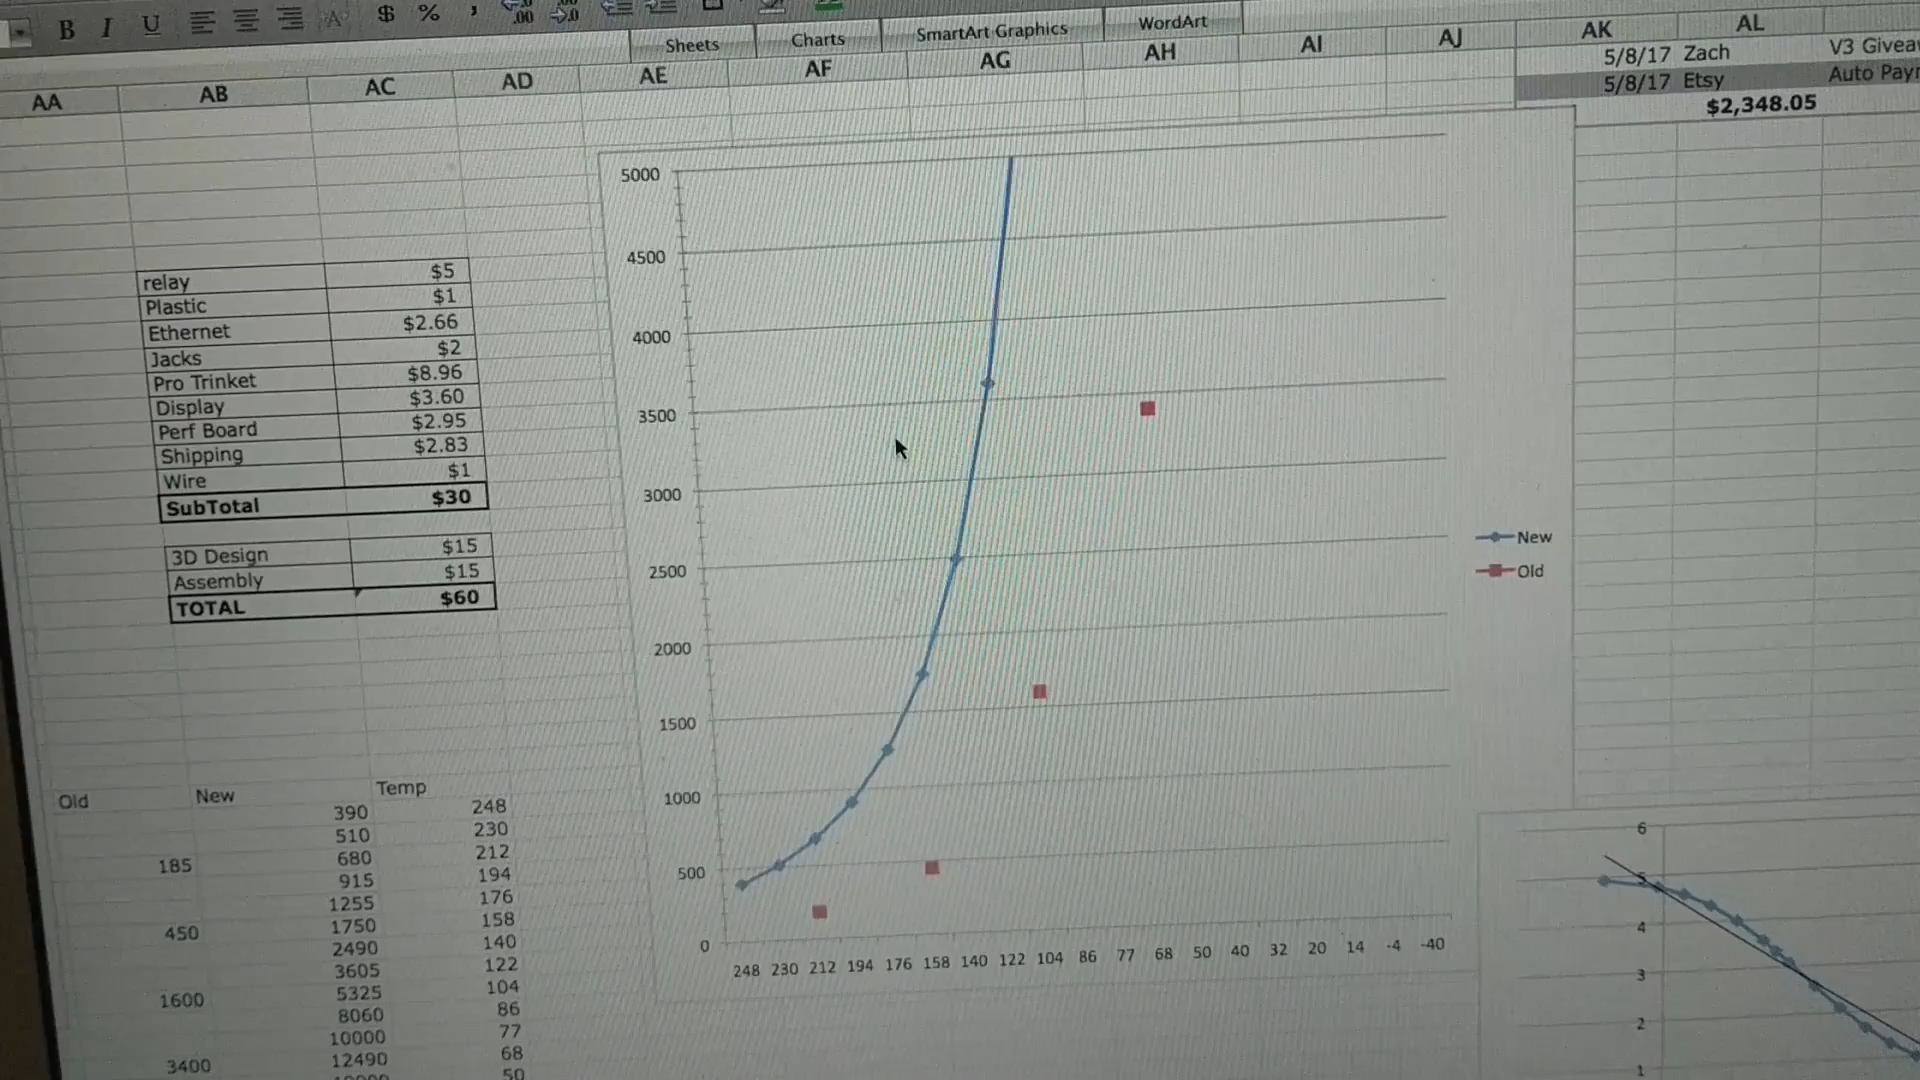 B I U $ % , .00 .0
Sheets Charts SmartArt Graphics WordArt
AA AB AC AD AE AF AG AH AI AJ AK AL
5/8/17 Zach
5/8/17 Etsy Auto
$2,348.05
relay $5
Plastic $1
Ethernet $2.66
Jacks $2
Pro Trinket $8.96
Display $3.60
Perf Board $2.95
Shipping $2.83
Wire $1
SubTotal $30
3D Design $15
Assembly $15
TOTAL $60
Old New Temp
390 248
510 230
185 680 212
915 194
1255 176
450 1750 158
2490 140
3605 122
1600 5325 104
8060 86
10000 77
3400 12490 68
50
5000
4500
4000
3500
3000
2500
2000
1500
1000
500
0
248 230 212 194 176 158 140 122 104 86 77 68 50 40 32 20 14 -4 -40
New
Old
6
5
4
3
2
1